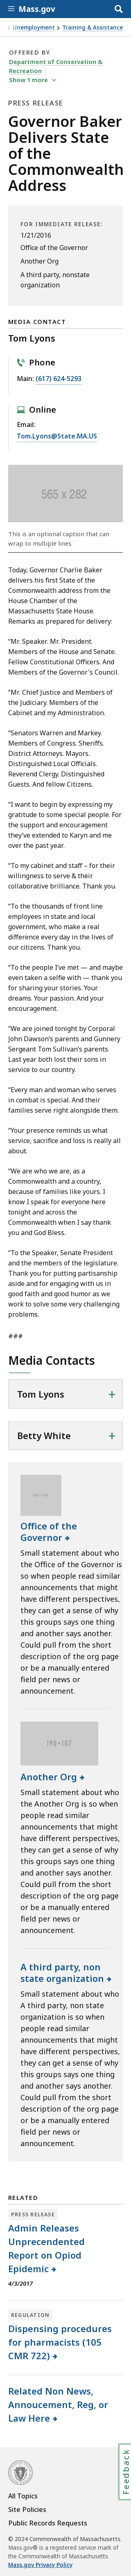 Mass.gov
Unemployment > Training & Assistance
OFFERED BY
Department of Conservation &
Recreation
Show 1 more
PRESS RELEASE
Governor Baker
Delivers State
of the
Commonwealth
Address
FOR IMMEDIATE RELEASE:
1/21/2016
Office of the Governor
Another Org
A third party, nonstate
organization
MEDIA CONTACT
Tom Lyons
Phone
Main: (617) 624-5293
Online
Email:
Tom.Lyons@State.MA.US
565 x 282
This is an optional caption that can
wrap to multiple lines.
Today, Governor Charlie Baker
delivers his first State of the
Commonwealth address from the
House Chamber of the
Massachusetts State House.
Remarks as prepared for delivery:
"Mr. Speaker. Mr. President.
Members of the House and Senate.
Fellow Constitutional Officers. And
Members of the Governor's Council.
"Mr. Chief Justice and Members of
the Judiciary. Members of the
Cabinet and my Administration.
"Senators Warren and Markey.
Members of Congress. Sheriffs.
District Attorneys. Mayors.
Distinguished Local Officials.
Reverend Clergy. Distinguished
Guests. And fellow Citizens.
"I want to begin by expressing my
gratitude to some special people. For
the support and encouragement
they've extended to Karyn and me
over the past year.
"To my cabinet and staff – for their
willingness to serve & their
collaborative brilliance. Thank you.
"To the thousands of front line
employees who work in state
government, who make a real
difference every day in the lives of
our citizens. Thank you.
"To the people I've met — and maybe
even taken a selfie with — thank you
for sharing your stories. Your
dreams. Your passion. And your
encouragement.
"We are joined tonight by Corporal
John Dawson's parents and Gunnery
Sergeant Tom Sullivan's parents.
Last year both lost their sons in
service to our country.
"Every man and woman who serves
in combat is amazing. And their
families serve right alongside them.
"Your presence reminds us what
service, sacrifice and loss is really all
about.
"We are who we are, as a
Commonwealth and a country,
because of families like yours. I
know I speak for everyone here
tonight and across the
Commonwealth when I say thank
you and God Bless.
"To the Speaker, Senate President
and the members of the legislature.
Thank you for putting partisanship
aside and for engaging with us in
good faith and good humor as we
work to solve some very challenging
problems.
###
Media Contacts
Tom Lyons +
Betty White +
Office of the
Governor →
Small statement about who
the Office of the Governor is
so when people read similar
announcements that might
have different perspectives,
they can get a sense of why
this groups says one thing
and another says another.
Could pull from the short
description of the org page
or be a manually entered
field per news or
announcement.
190×107
Another Org →
Small statement about who
the Another Org is so when
people read similar
announcements that might
have different perspectives,
they can get a sense of why
this groups says one thing
and another says another.
Could pull from the short
description of the org page
or be a manually entered
field per news or
announcement.
A third party, non
state organization →
Small statement about who
A third party, non state
organization is so when
people read similar
announcements that might
have different perspectives,
they can get a sense of why
this groups says one thing
and another says another.
Could pull from the short
description of the org page
or be a manually entered
field per news or
announcement.
RELATED
PRESS RELEASE
Admin Releases
Unprecendented
Report on Opiod
Epidemic →
4/3/2017
REGULATION
Dispensing procedures
for pharmacists (105
CMR 722) →
Related Non News,
Annoucement, Reg, or
Law Here →
Feedback
All Topics
Site Policies
Public Records Requests
© 2024 Commonwealth of Massachusetts.
Mass.gov® is a registered service mark of
the Commonwealth of Massachusetts.
Mass.gov Privacy Policy